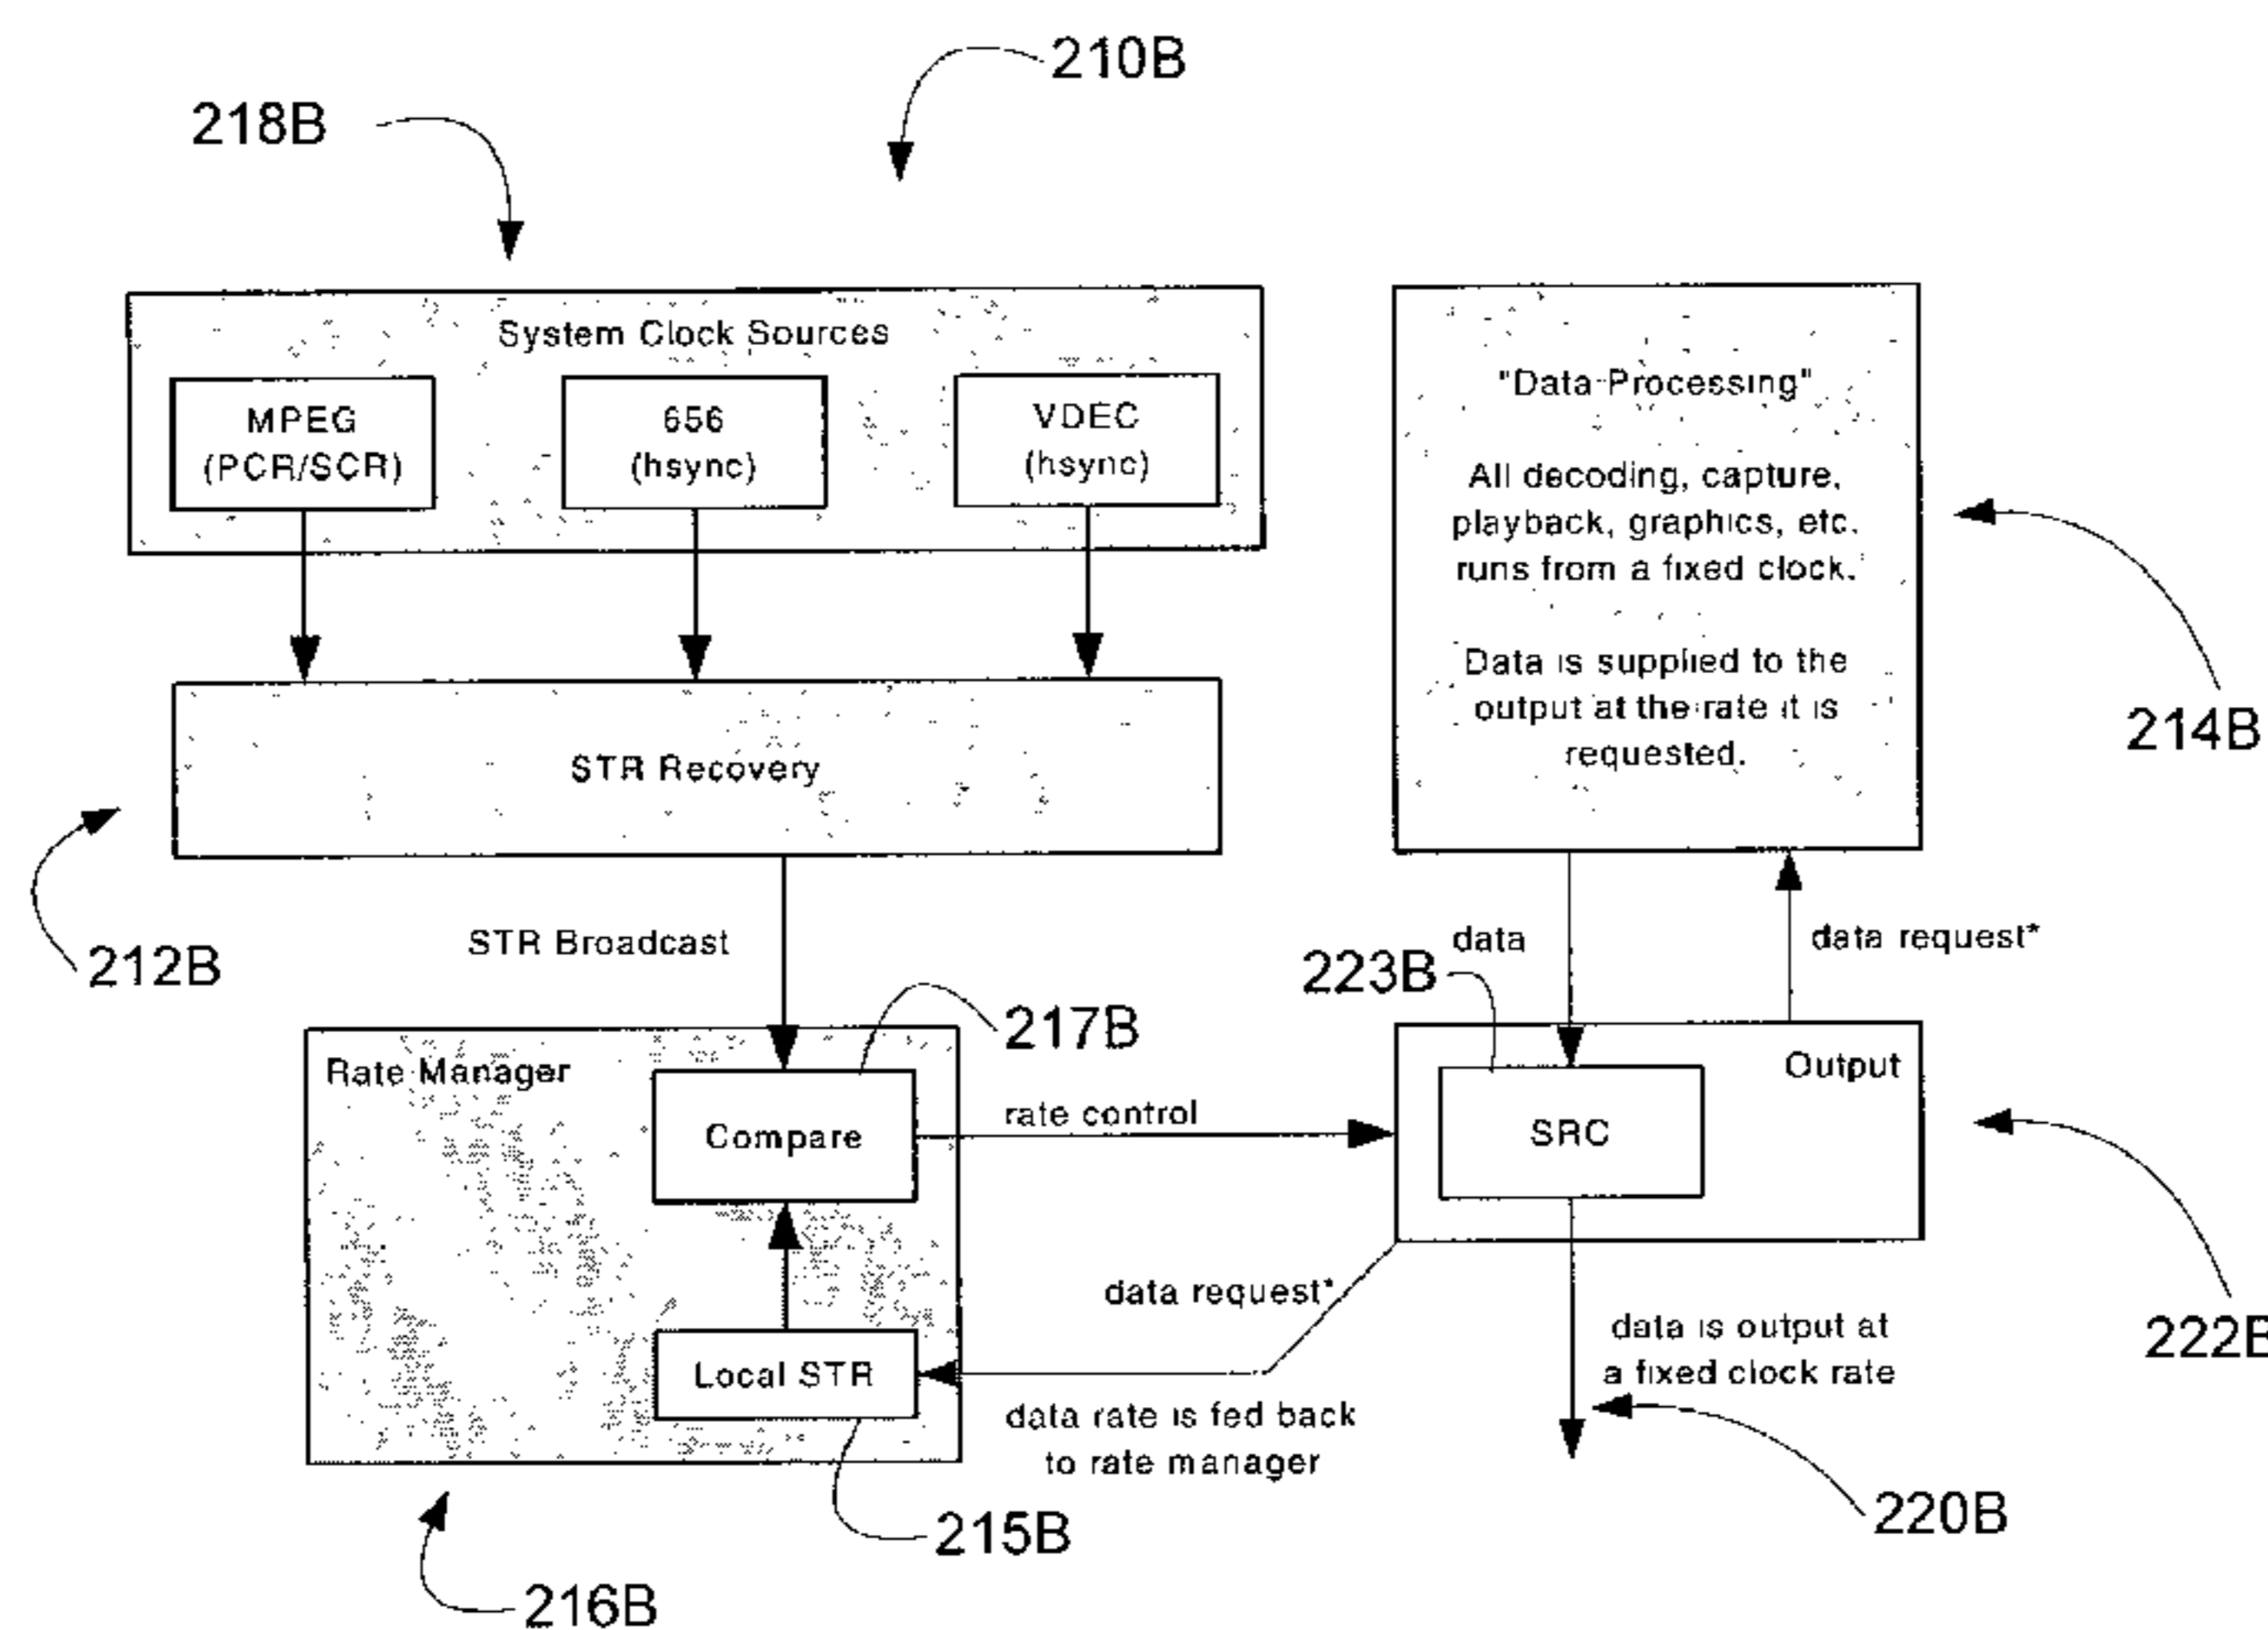 210B
218B
System Clock Sources
MPEG
(PCR/SCR)
656
(hsync)
VDEC
(hsync)
"Data Processing"
All decoding, capture,
playback, graphics, etc.
runs from a fixed clock.
Data is supplied to the
output at the rate it is
requested.
214B
STR Recovery
212B
STR Broadcast
data
data request*
223B
217B
Rate Manager
Compare
rate control
Output
SRC
222B
data request*
Local STR
data rate is fed back
to rate manager
data is output at
a fixed clock rate
220B
215B
216B